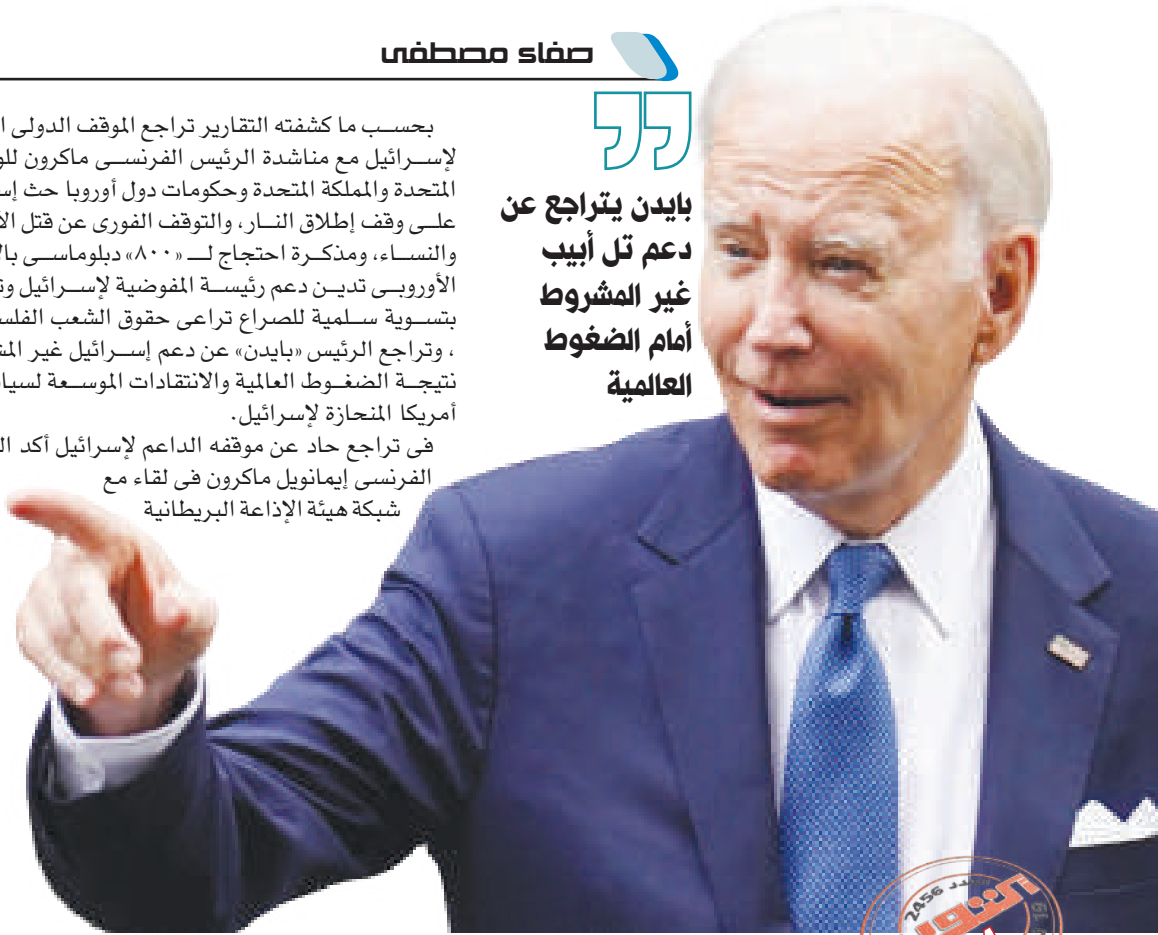 صفاء مصطفى
بايدن يتراجع عن
دعم تل أبيب
غير المشروط
أمام الضغوط
العالمية
بحسب ما كشفته التقارير تراجع الموقف الدولى
لإسرائيل مع مناشدة الرئيس الفرنسى ماكرون
المتحدة والمملكة المتحدة وحكومات دول أوروبا حث
على وقف إطلاق النار، والتوقف الفورى عن قتل
والنساء، ومذكرة احتجاج لـ «٨٠٠» دبلوماسى
الأوروبى تدين دعم رئيسة المفوضية لإسرائيل
بتسوية سلمية للصراع تراعى حقوق الشعب
، وتراجع الرئيس «بايدن» عن دعم إسرائيل غير
نتيجة الضغوط العالمية والانتقادات الموسعة
أمريكا المنحازة لإسرائيل.
فى تراجع حاد عن موقفه الداعم لإسرائيل أكد
الفرنسى إيمانويل ماكرون فى لقاء مع
شبكة هيئة الإذاعة البريطانية
2456